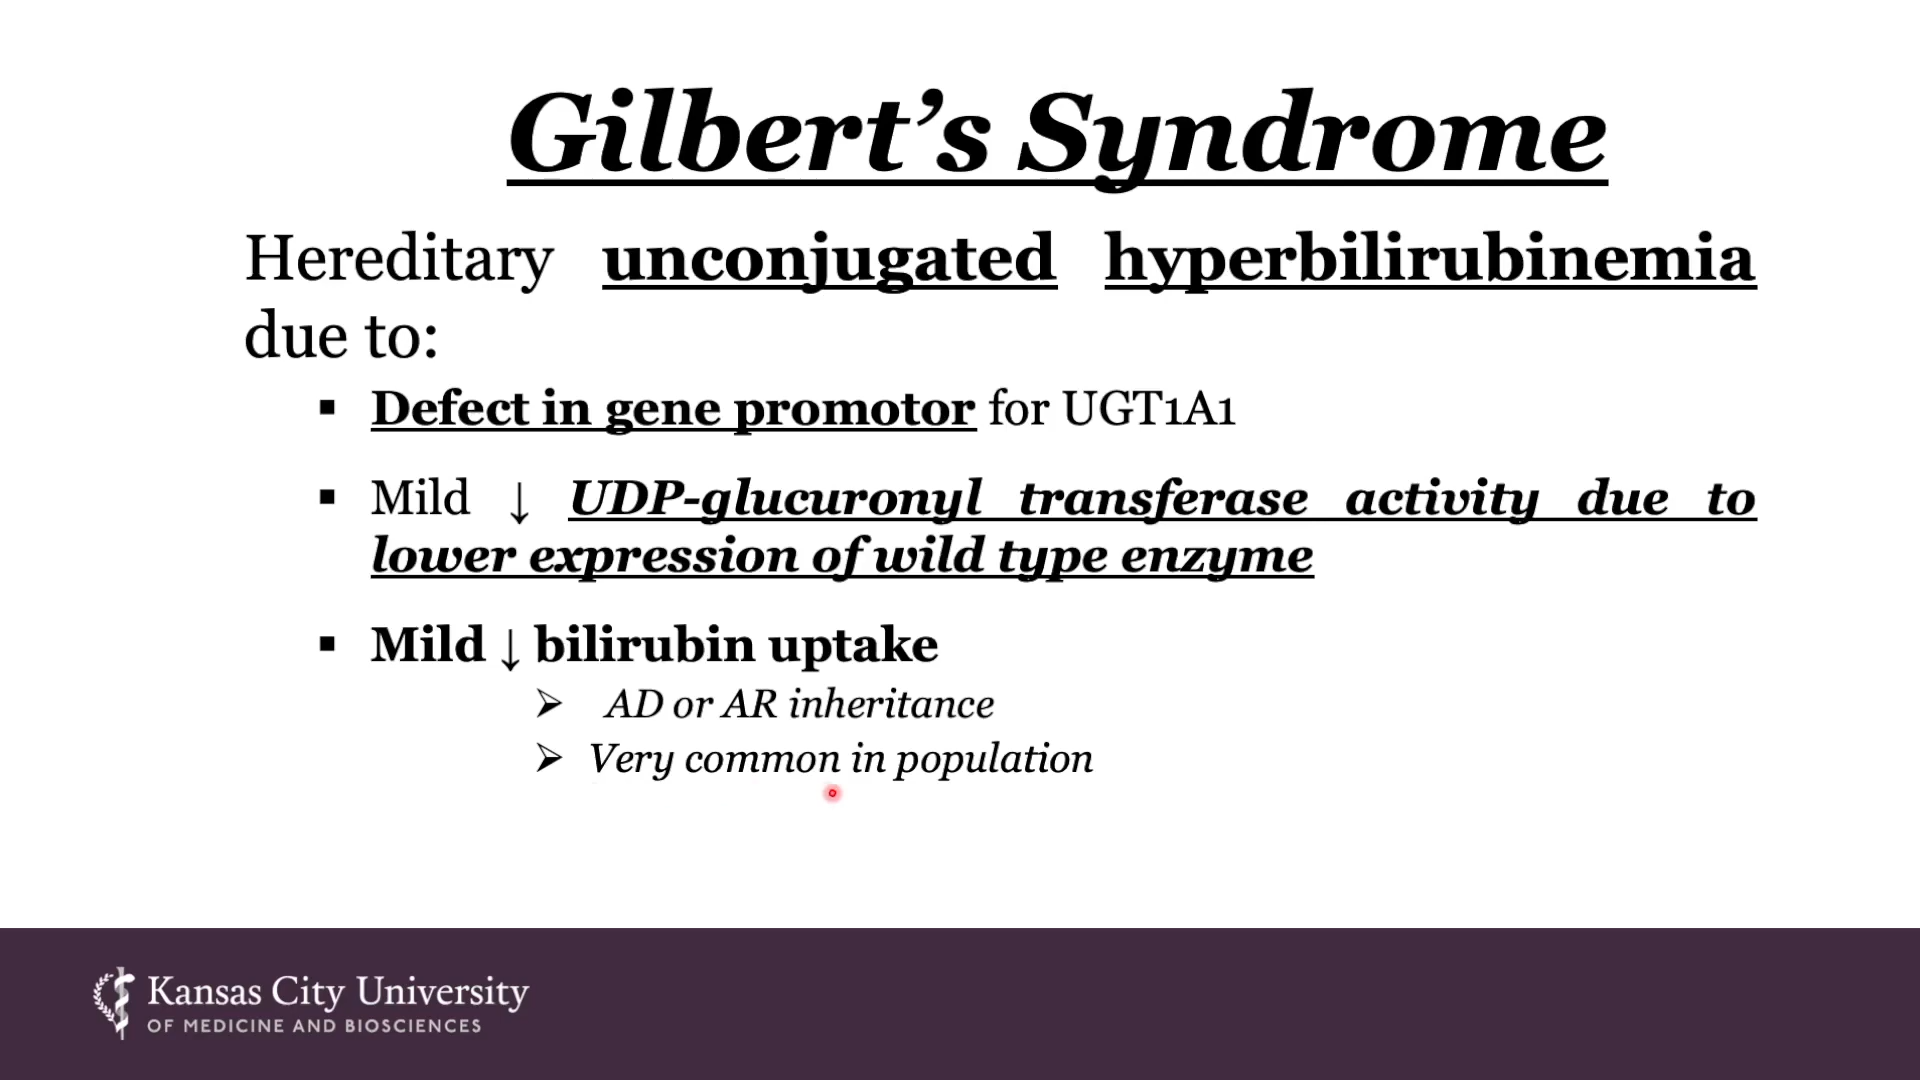 Gilbert’s Syndrome
Hereditary unconjugated hyperbilirubinemia
due to:
▪ Defect in gene promotor for UGT1A1
▪ Mild ↓ UDP-glucuronyl transferase activity due to
lower expression of wild type enzyme
▪ Mild ↓ bilirubin uptake
➢ AD or AR inheritance
➢ Very common in population
Kansas City University
OF MEDICINE AND BIOSCIENCES